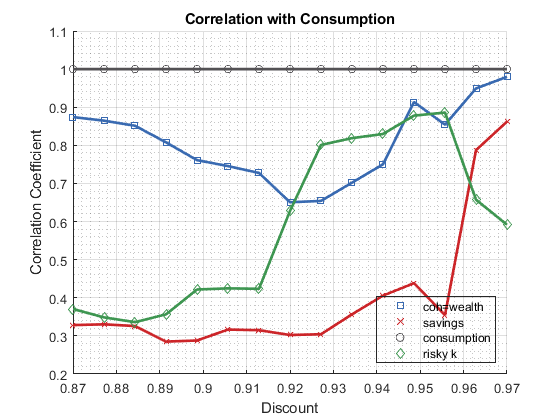 Correlation with Consumption
1.1
1
0.9
0.8
0.7
0.6
0.5
0.4
0.3
0.2
Correlation Coefficient
coh=wealth
savings
consumption
risky k
0.87 0.88 0.89 0.9 0.91 0.92 0.93 0.94 0.95 0.96 0.97
Discount